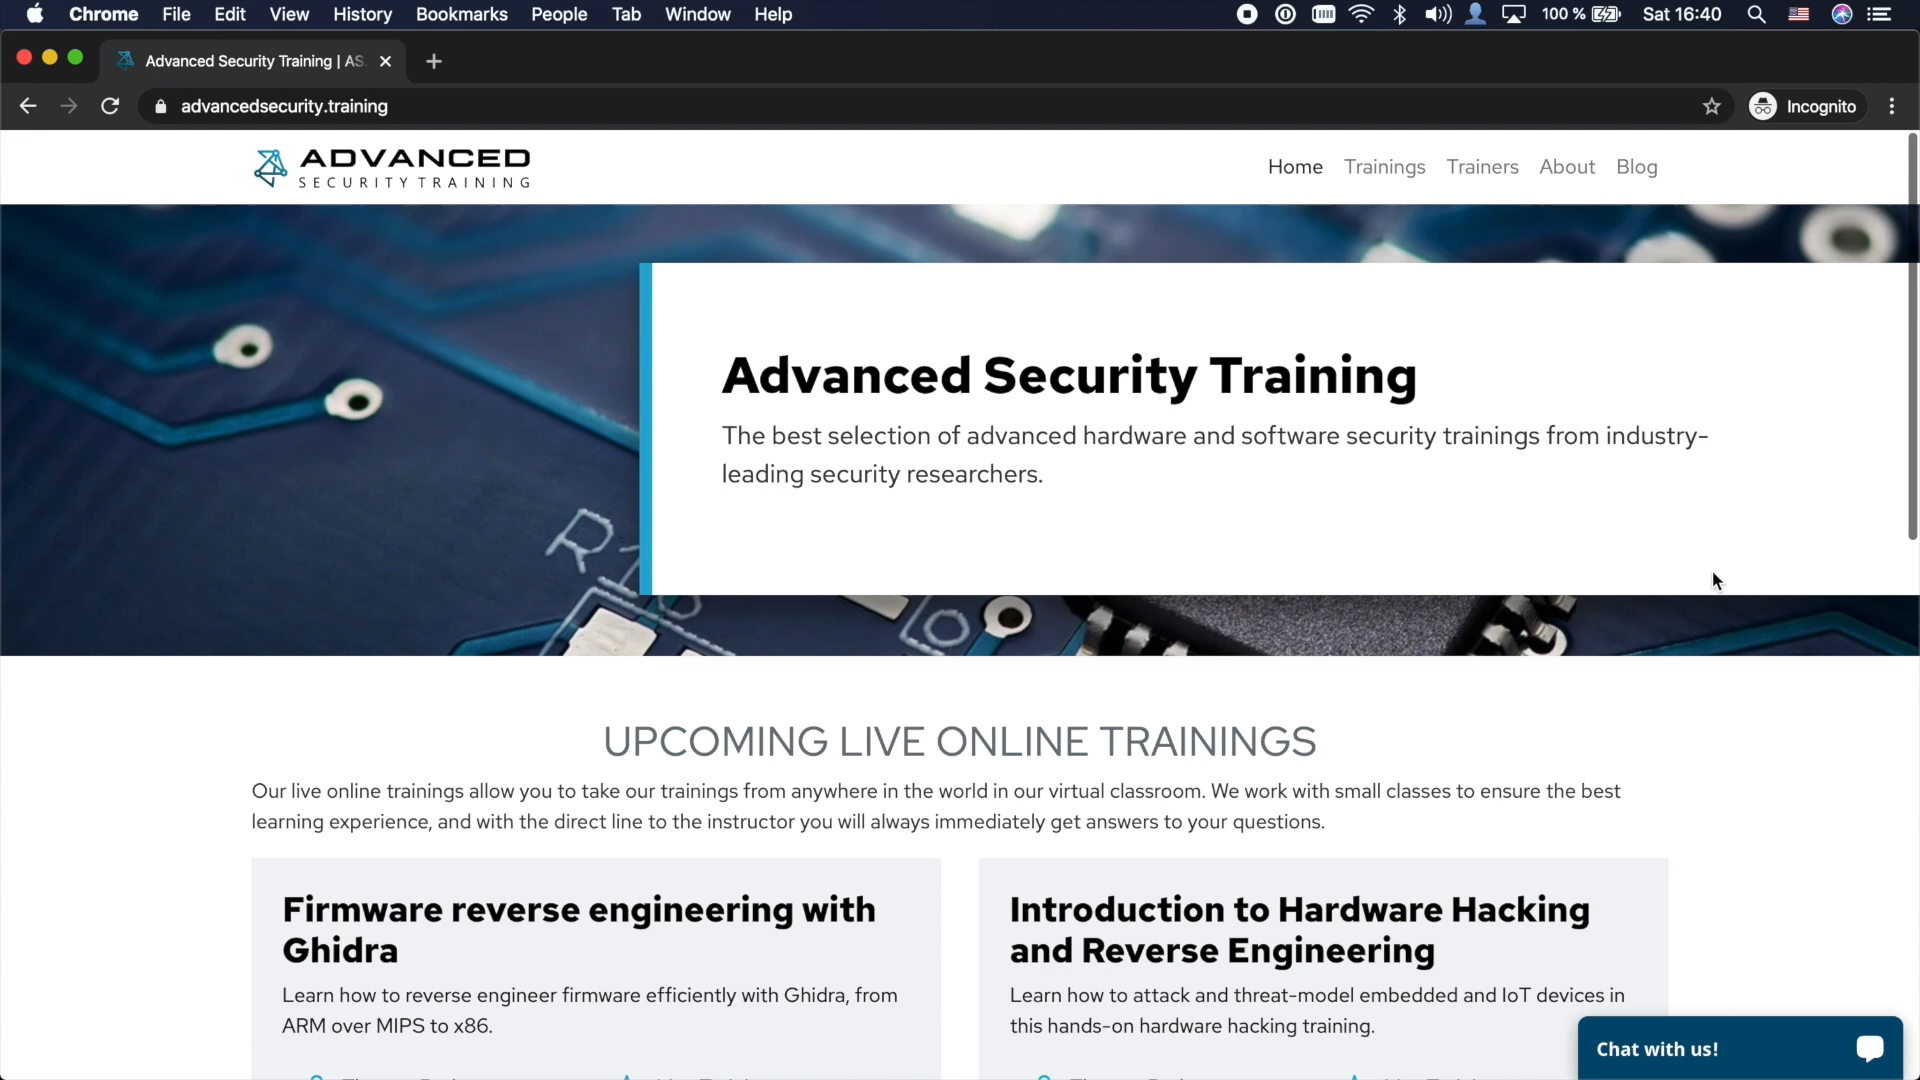 Chrome File Edit View History Bookmarks People Tab Window Help 100 % Sat 16:40
Advanced Security Training | AS
advancedsecurity.training Incognito
ADVANCED
SECURITY TRAINING
Home Trainings Trainers About Blog
Advanced Security Training
The best selection of advanced hardware and software security trainings from industry-
leading security researchers.
UPCOMING LIVE ONLINE TRAININGS
Our live online trainings allow you to take our trainings from anywhere in the world in our virtual classroom. We work with small classes to ensure the best
learning experience, and with the direct line to the instructor you will always immediately get answers to your questions.
Firmware reverse engineering with
Ghidra
Learn how to reverse engineer firmware efficiently with Ghidra, from
ARM over MIPS to x86.
Introduction to Hardware Hacking
and Reverse Engineering
Learn how to attack and threat-model embedded and IoT devices in
this hands-on hardware hacking training.
Chat with us!